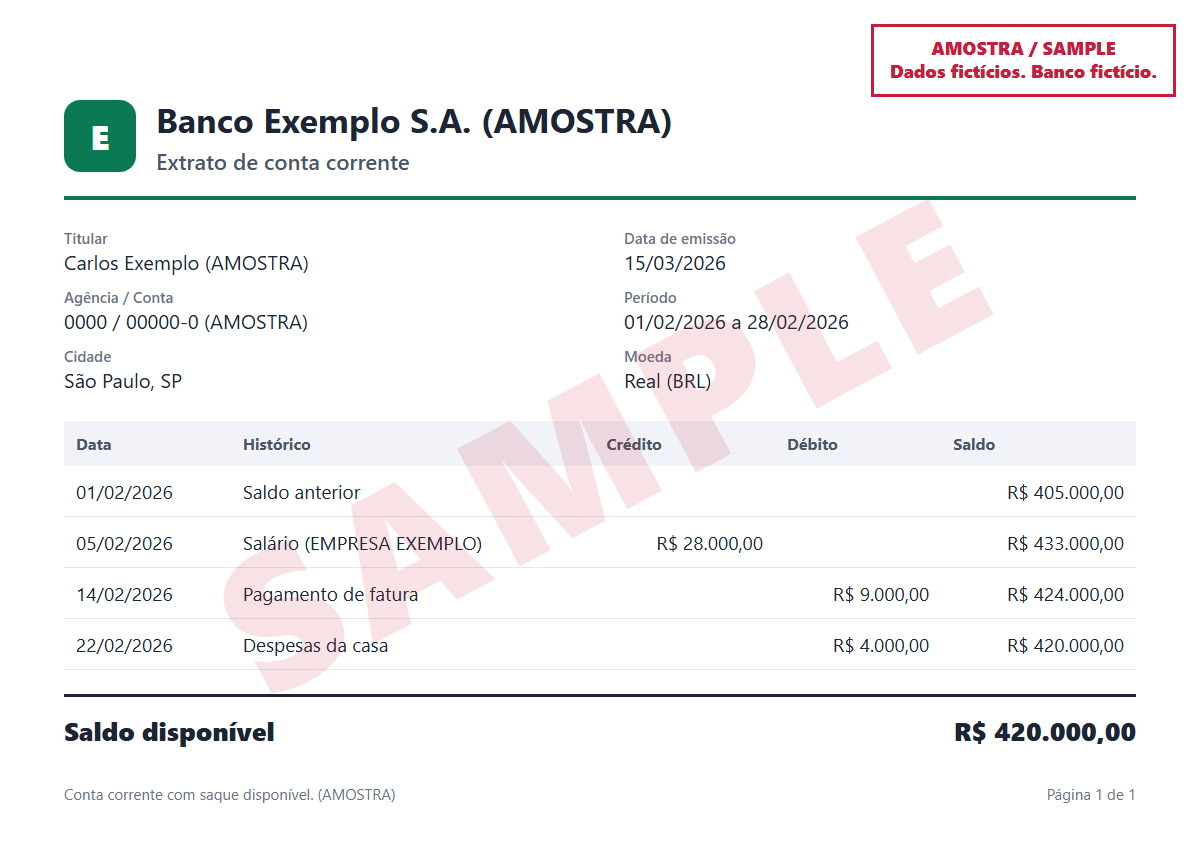 AMOSTRA / SAMPLE
Dados fictícios. Banco fictício.
E
Banco Exemplo S.A. (AMOSTRA)
Extrato de conta corrente
Titular
Carlos Exemplo (AMOSTRA)
Data de emissão
15/03/2026
Agência / Conta
0000 / 00000-0 (AMOSTRA)
Período
01/02/2026 a 28/02/2026
Cidade
São Paulo, SP
Moeda
Real (BRL)
Data Histórico Crédito Débito Saldo
01/02/2026 Saldo anterior R$ 405.000,00
05/02/2026 Salário (EMPRESA EXEMPLO) R$ 28.000,00 R$ 433.000,00
14/02/2026 Pagamento de fatura R$ 9.000,00 R$ 424.000,00
22/02/2026 Despesas da casa R$ 4.000,00 R$ 420.000,00
SAMPLE
Saldo disponível R$ 420.000,00
Conta corrente com saque disponível. (AMOSTRA) Página 1 de 1